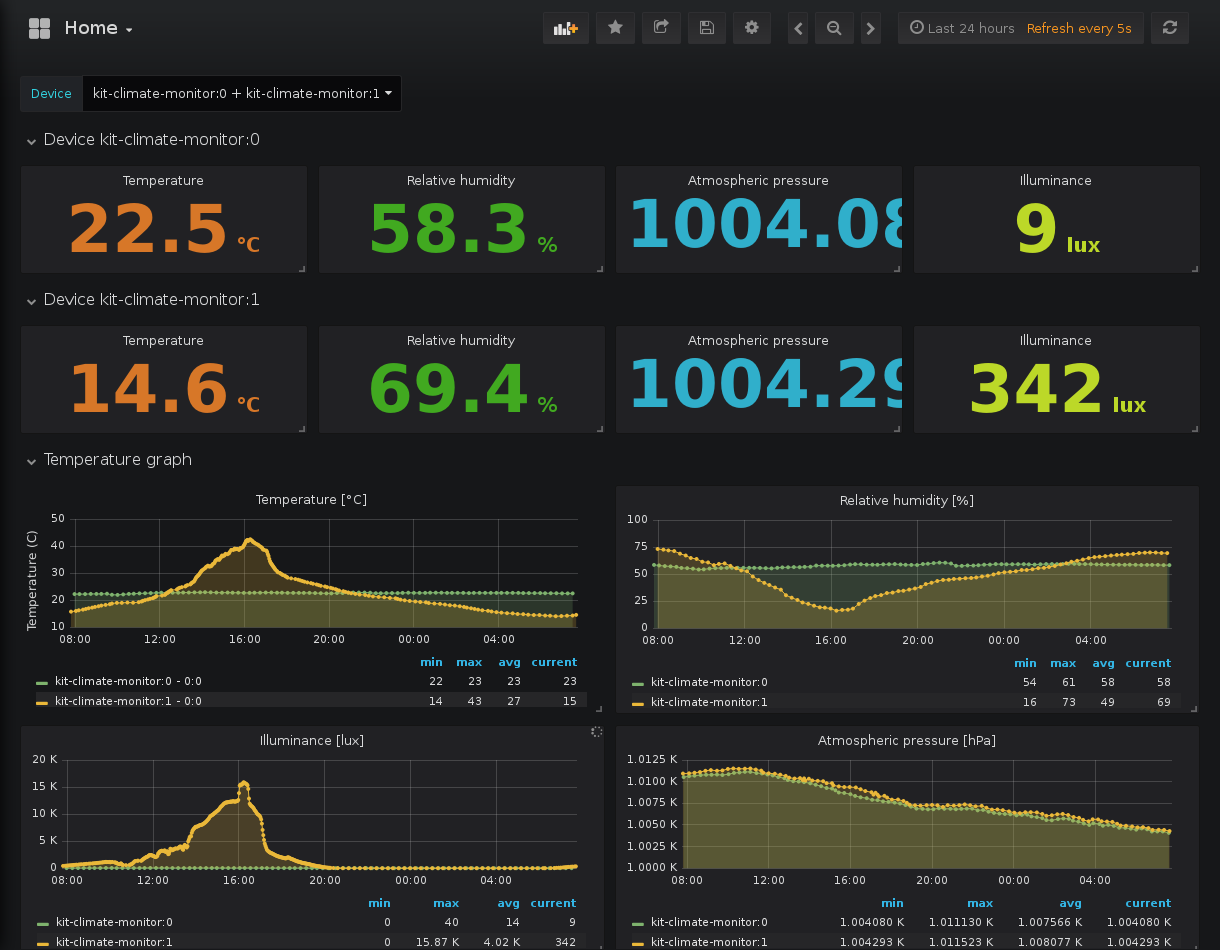 Home
Last 24 hours Refresh every 5s
Device kit-climate-monitor:0 + kit-climate-monitor:1
Device kit-climate-monitor:0
Temperature Relative humidity Atmospheric pressure Illuminance
22.5 °C 58.3 % 1004.08 9 lux
Device kit-climate-monitor:1
Temperature Relative humidity Atmospheric pressure Illuminance
14.6 °C 69.4 % 1004.29 342 lux
Temperature graph
Temperature [°C]
Temperature (C)
50
40
30
20
10
08:00 12:00 16:00 20:00 00:00 04:00
min max avg current
kit-climate-monitor:0 - 0:0 22 23 23 23
kit-climate-monitor:1 - 0:0 14 43 27 15
Relative humidity [%]
100
75
50
25
0
08:00 12:00 16:00 20:00 00:00 04:00
min max avg current
kit-climate-monitor:0 54 61 58 58
kit-climate-monitor:1 16 73 49 69
Illuminance [lux]
20 K
15 K
10 K
5 K
0
08:00 12:00 16:00 20:00 00:00 04:00
min max avg current
kit-climate-monitor:0 0 40 14 9
kit-climate-monitor:1 0 15.87 K 4.02 K 342
Atmospheric pressure [hPa]
1.0125 K
1.0100 K
1.0075 K
1.0050 K
1.0025 K
1.0000 K
08:00 12:00 16:00 20:00 00:00 04:00
min max avg current
kit-climate-monitor:0 1.004080 K 1.011130 K 1.007566 K 1.004080 K
kit-climate-monitor:1 1.004293 K 1.011523 K 1.008077 K 1.004293 K